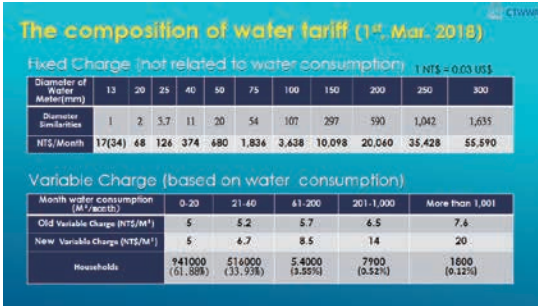 CTWWA
The composition of water tariff (1st. Mar. 2018)
Fixed Charge (not related to water consumption) 1 NT$ = 0.03 US$
Diameter of Water Meter(mm) 13 20 25 40 50 75 100 150 200 250 300
Diameter Similarities 1 2 3.7 11 20 54 107 297 590 1,042 1,635
NT$/Month 17(34) 68 126 374 680 1,836 3,638 10,098 20,060 35,428 55,590
Variable Charge (based on water consumption)
Month water consumption (M³/month) 0-20 21-60 61-200 201-1,000 More than 1,001
Old Variable Charge (NT$/M³) 5 5.2 5.7 6.5 7.6
New Variable Charge (NT$/M³) 5 6.7 8.5 14 20
Households 941000 (61.88%) 516000 (33.93%) 5.4000 (3.55%) 7900 (0.52%) 1800 (0.12%)